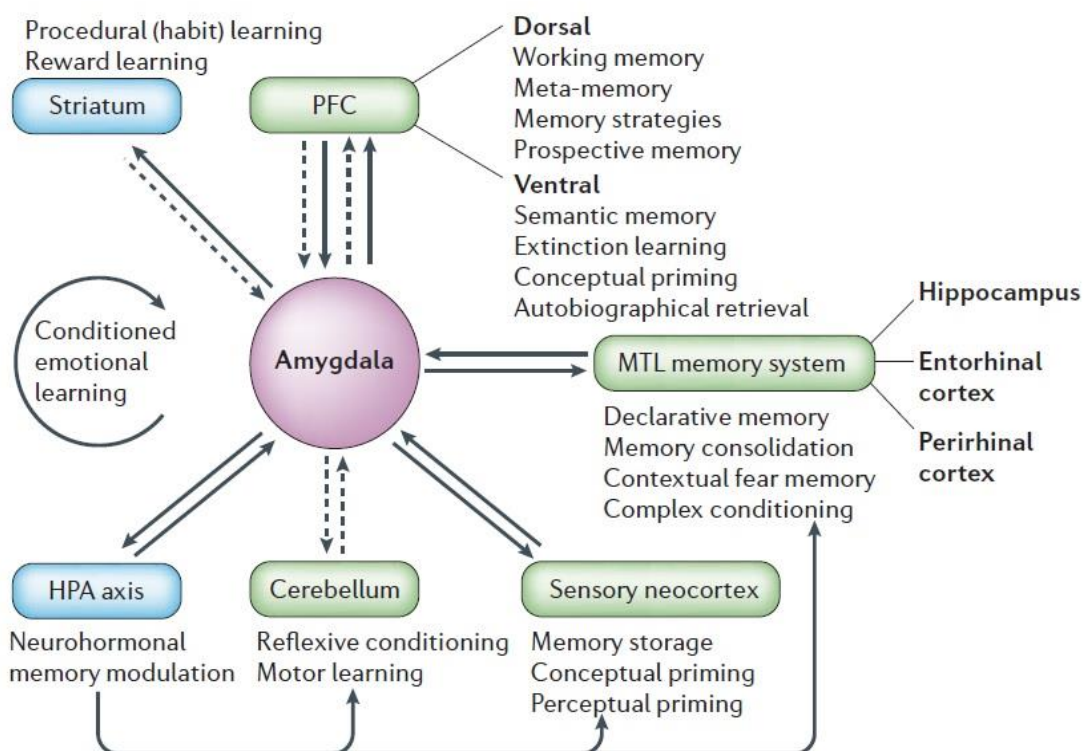 Procedural (habit) learning
Reward learning
Striatum
PFC
Dorsal
Working memory
Meta-memory
Memory strategies
Prospective memory
Ventral
Semantic memory
Extinction learning
Conceptual priming
Autobiographical retrieval
Conditioned
emotional
learning
Amygdala
MTL memory system
Hippocampus
Entorhinal
cortex
Perirhinal
cortex
Declarative memory
Memory consolidation
Contextual fear memory
Complex conditioning
HPA axis
Neurohormonal
memory modulation
Cerebellum
Reflexive conditioning
Motor learning
Sensory neocortex
Memory storage
Conceptual priming
Perceptual priming